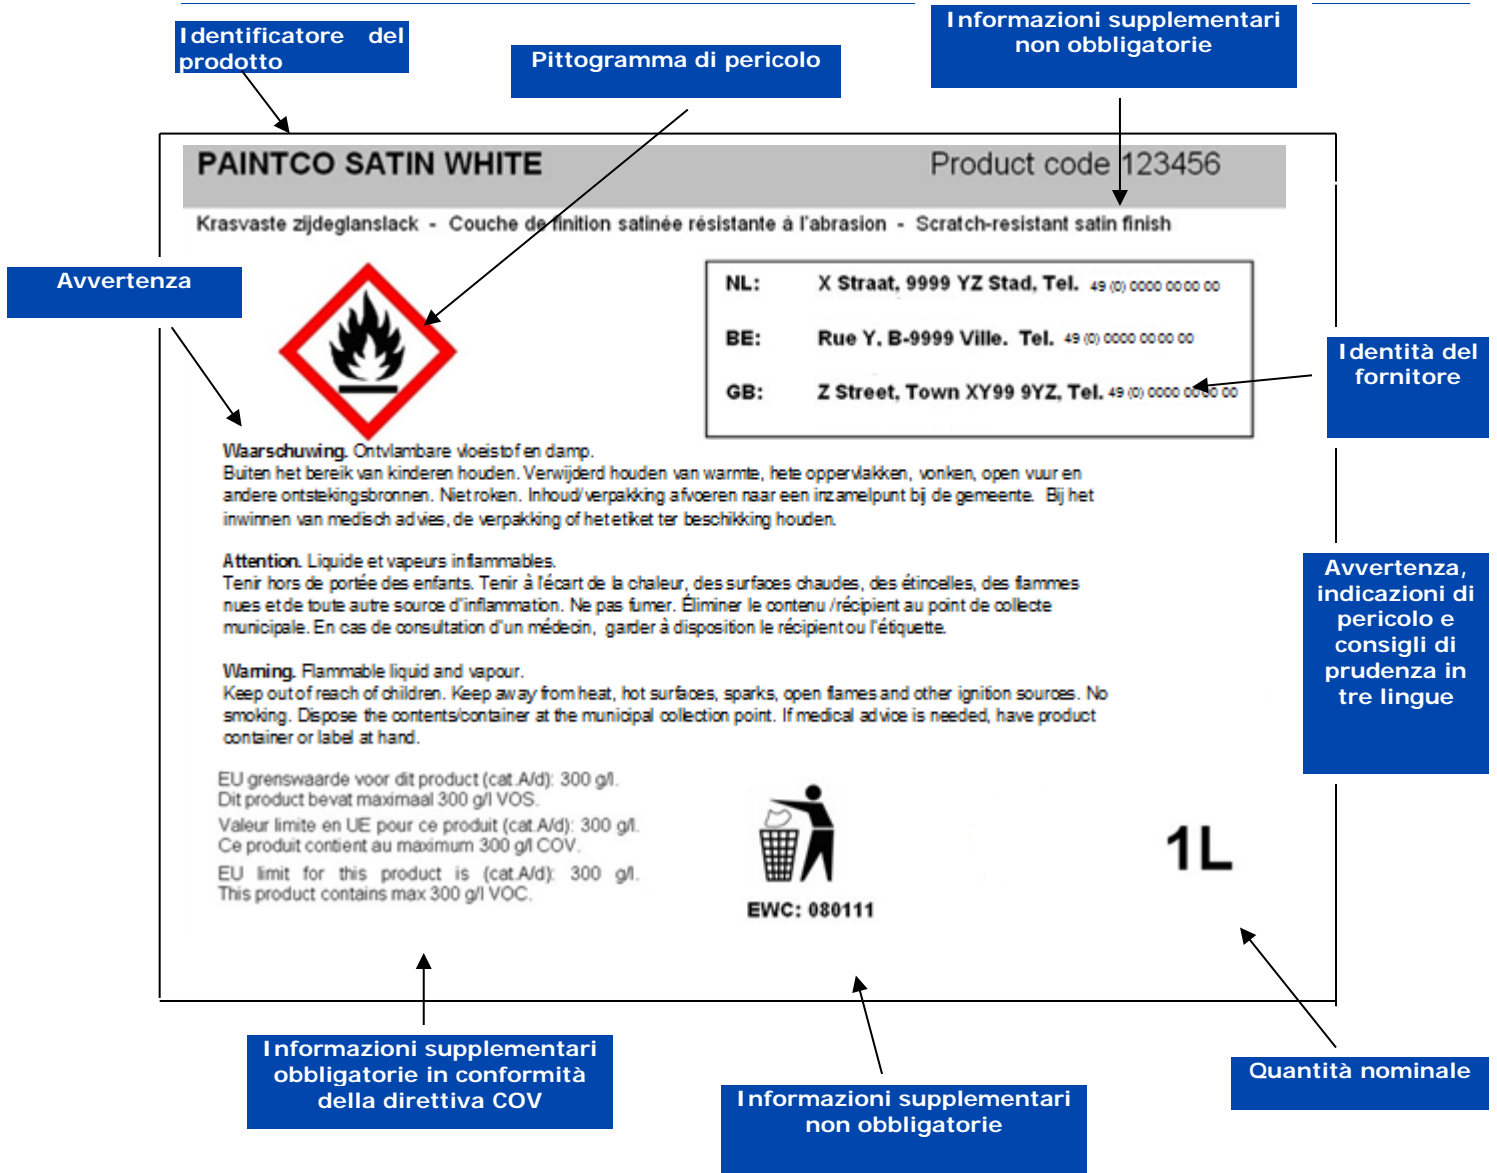 Identificatore del
prodotto
Pittogramma di pericolo
Informazioni supplementari
non obbligatorie
PAINTCO SATIN WHITE
Product code 123456
Krasvaste zijdeglanslack - Couche de finition satinée résistante à l'abrasion - Scratch-resistant satin finish
Avvertenza
NL: X Straat, 9999 YZ Stad, Tel. 49 (0) 0000 00 00 00
BE: Rue Y, B-9999 Ville. Tel. 49 (0) 0000 00 00 00
GB: Z Street, Town XY99 9YZ, Tel. 49 (0) 0000 00 00 00
Identità del
fornitore
Waarschuwing. Ontvlambare vloeistof en damp.
Buiten het bereik van kinderen houden. Verwijderd houden van warmte, hete oppervlakken, vonken, open vuur en
andere ontstekingsbronnen. Niet roken. Inhoud/verpakking afvoeren naar een inzamelpunt bij de gemeente. Bij het
inwinnen van medisch advies, de verpakking of het etiket ter beschikking houden.
Attention. Liquide et vapeurs inflammables.
Tenir hors de portée des enfants. Tenir à l'écart de la chaleur, des surfaces chaudes, des étincelles, des flammes
nues et de toute autre source d'inflammation. Ne pas fumer. Éliminer le contenu /récipient au point de collecte
municipale. En cas de consultation d'un médecin, garder à disposition le récipient ou l'étiquette.
Warning. Flammable liquid and vapour.
Keep out of reach of children. Keep away from heat, hot surfaces, sparks, open flames and other ignition sources. No
smoking. Dispose the contents/container at the municipal collection point. If medical advice is needed, have product
container or label at hand.
Avvertenza,
indicazioni di
pericolo e
consigli di
prudenza in
tre lingue
EU grenswaarde voor dit product (cat.A/d): 300 g/l.
Dit product bevat maximaal 300 g/l VOS.
Valeur limite en UE pour ce produit (cat.A/d): 300 g/l.
Ce produit contient au maximum 300 g/l COV.
EU limit for this product is (cat.A/d): 300 g/l.
This product contains max 300 g/l VOC.
EWC: 080111
1L
Informazioni supplementari
obbligatorie in conformità
della direttiva COV
Informazioni supplementari
non obbligatorie
Quantità nominale